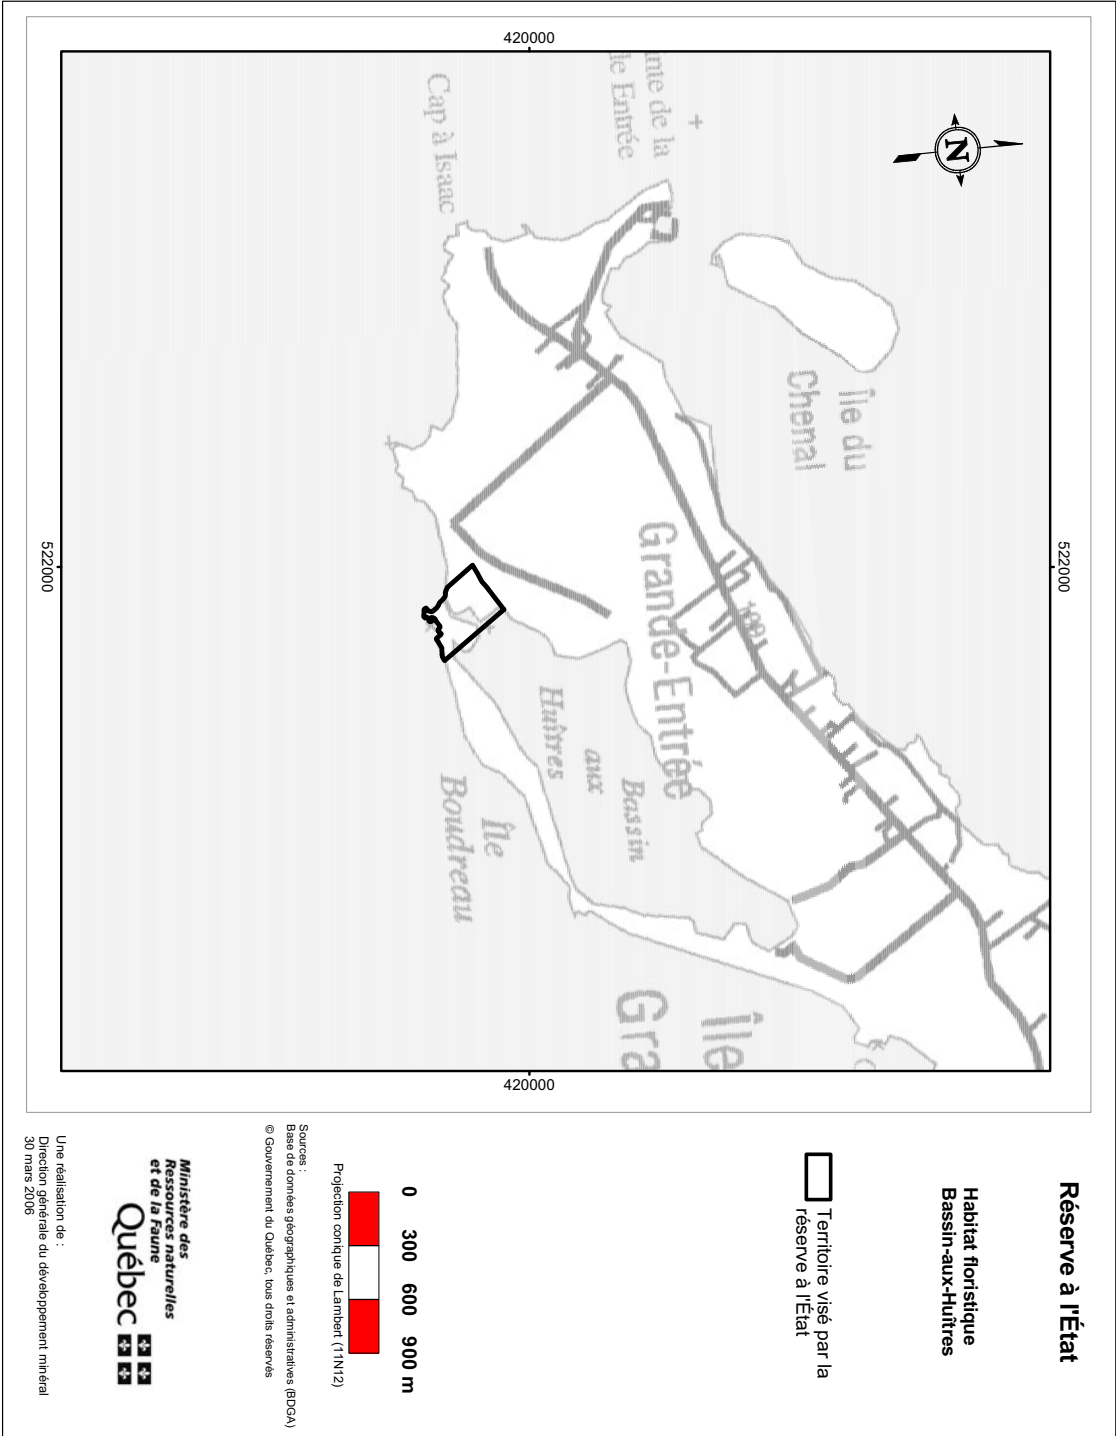 Réserve à l'État
Habitat floristique
Bassin-aux-Huîtres
Territoire visé par la
réserve à l'État
0 300 600 900 m
Projection conique de Lambert (11N12)
Sources :
Base de données géographiques et administratives (BDGA)
© Gouvernement du Québec, tous droits réservés
Ministère des
Ressources naturelles
et de la Faune
Québec
Une réalisation de :
Direction générale du développement minéral
30 mars 2006
522000
522000
420000
420000
N
Île du
Chenal
nte de la
le Entrée
Cap à Isaac
Grande-Entrée
Bassin
aux
Huîtres
Île
Boudreau
Île
Gra